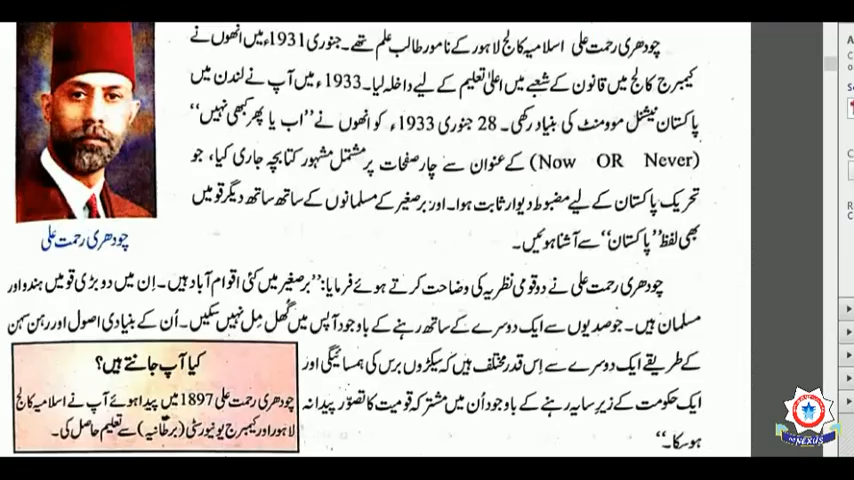 چودھری رحمت علی اسلامیہ کالج لاہور کے نامور طالب علم تھے۔ جنوری 1931ء میں انھوں نے
کیمبرج کالج میں قانون کے شعبے میں اعلیٰ تعلیم کے لیے داخلہ لیا۔ 1933ء میں آپ نے لندن میں
پاکستان نیشنل موومنٹ کی بنیاد رکھی۔ 28 جنوری 1933ء کو انھوں نے ”اب یا پھر کبھی نہیں“
(Now OR Never) کے عنوان سے چار صفحات پر مشتمل مشہور کتابچہ جاری کیا، جو
تحریک پاکستان کے لیے مضبوط دیوار ثابت ہوا۔ اور برصغیر کے مسلمانوں کے ساتھ ساتھ دیگر قومیں
بھی لفظ ”پاکستان“ سے آشنا ہوئیں۔
چودھری رحمت علی
چودھری رحمت علی نے دو قومی نظریہ کی وضاحت کرتے ہوئے فرمایا: ”برصغیر میں کئی اقوام آباد ہیں۔ اِن میں دو بڑی قومیں ہندو اور
مسلمان ہیں۔ جو صدیوں سے ایک دوسرے کے ساتھ رہنے کے باوجود آپس میں گھل مِل نہیں سکیں۔ اُن کے بنیادی اصول اور رہن سہن
کے طریقے ایک دوسرے سے اِس قدر مختلف ہیں کہ سیکڑوں برس کی ہمسائیگی اور
ایک حکومت کے زیرِ سایہ رہنے کے باوجود اُن میں مشترکہ قومیت کا تصوّر پیدا نہ
ہو سکا۔“
کیا آپ جانتے ہیں؟
چودھری رحمت علی 1897 میں پیدا ہوئے آپ نے اسلامیہ کالج
لاہور اور کیمبرج یونیورسٹی (برطانیہ) سے تعلیم حاصل کی۔
NEXUS